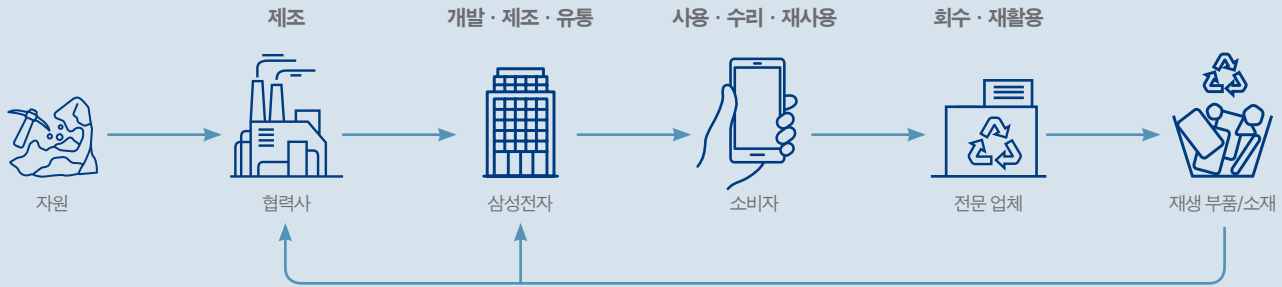 제조
개발 · 제조 · 유통
사용 · 수리 · 재사용
회수 · 재활용
자원
협력사
삼성전자
소비자
전문 업체
재생 부품/소재